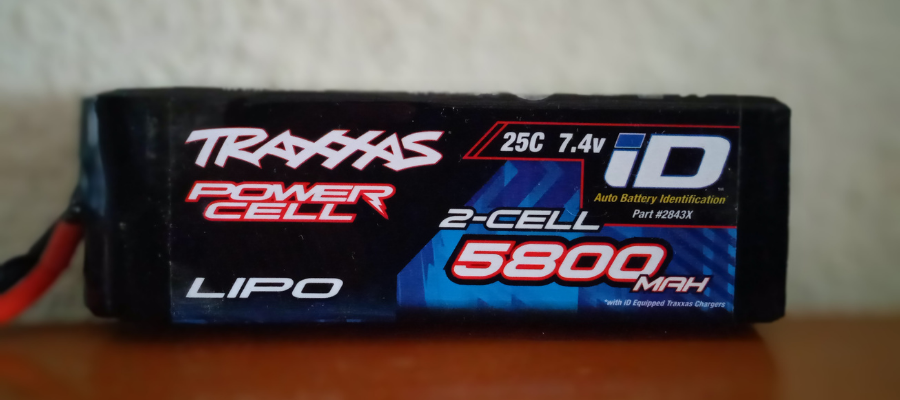 TRAXXAS
POWER
CELL
LIPO
25C 7.4v
iD
Auto Battery Identification
Part #2843X
2-CELL
5800
MAH
*with iD Equipped Traxxas Chargers